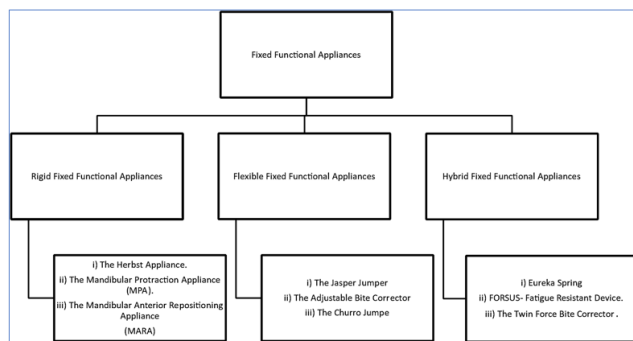 Fixed Functional Appliances
Rigid Fixed Functional Appliances
Flexible Fixed Functional Appliances
Hybrid Fixed Functional Appliances
i) The Herbst Appliance.
ii) The Mandibular Protraction Appliance
(MPA).
iii) The Mandibular Anterior Repositioning
Appliance
(MARA)
i) The Jasper Jumper
ii) The Adjustable Bite Corrector
iii) The Churro Jumpe
i) Eureka Spring
ii) FORSUS- Fatigue Resistant Device.
iii) The Twin Force Bite Corrector .